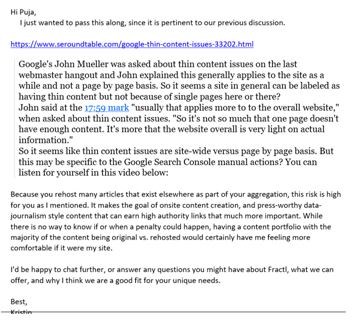 Hi Puja,
I just wanted to pass this along, since it is pertinent to our previous discussion.
https://www.seroundtable.com/google-thin-content-issues-33202.html
Google's John Mueller was asked about thin content issues on the last
webmaster hangout and John explained this generally applies to the site as a
while and not a page by page basis. So it seems a site in general can be labeled as
having thin content but not because of single pages here or there?
John said at the 17:59 mark "usually that applies more to to the overall website,"
when asked about thin content issues. "So it's not so much that one page doesn't
have enough content. It's more that the website overall is very light on actual
information."
So it seems like thin content issues are site-wide versus page by page basis. But
this may be specific to the Google Search Console manual actions? You can
listen for yourself in this video below:
Because you rehost many articles that exist elsewhere as part of your aggregation, this risk is high
for you as I mentioned. It makes the goal of onsite content creation, and press-worthy data-
journalism style content that can earn high authority links that much more important. While
there is no way to know if or when a penalty could happen, having a content portfolio with the
majority of the content being original vs. rehosted would certainly have me feeling more
comfortable if it were my site.
I'd be happy to chat further, or answer any questions you might have about Fractl, what we can
offer, and why I think we are a good fit for your unique needs.
Best,
Kristin